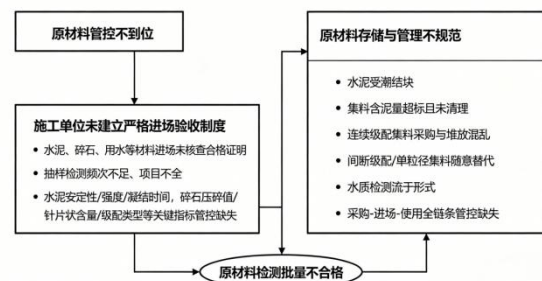 原材料管控不到位
施工单位未建立严格进场验收制度
• 水泥、碎石、用水等材料进场未核查合格证明
• 抽样检测频次不足、项目不全
• 水泥安定性/强度/凝结时间，碎石压碎值/
针片状含量/级配类型等关键指标管控缺失
原材料存储与管理不规范
• 水泥受潮结块
• 集料含泥量超标且未清理
• 连续级配集料采购与堆放混乱
• 间断级配/单粒径集料随意替代
• 水质检测流于形式
• 采购-进场-使用全链条管控缺失
原材料检测批量不合格